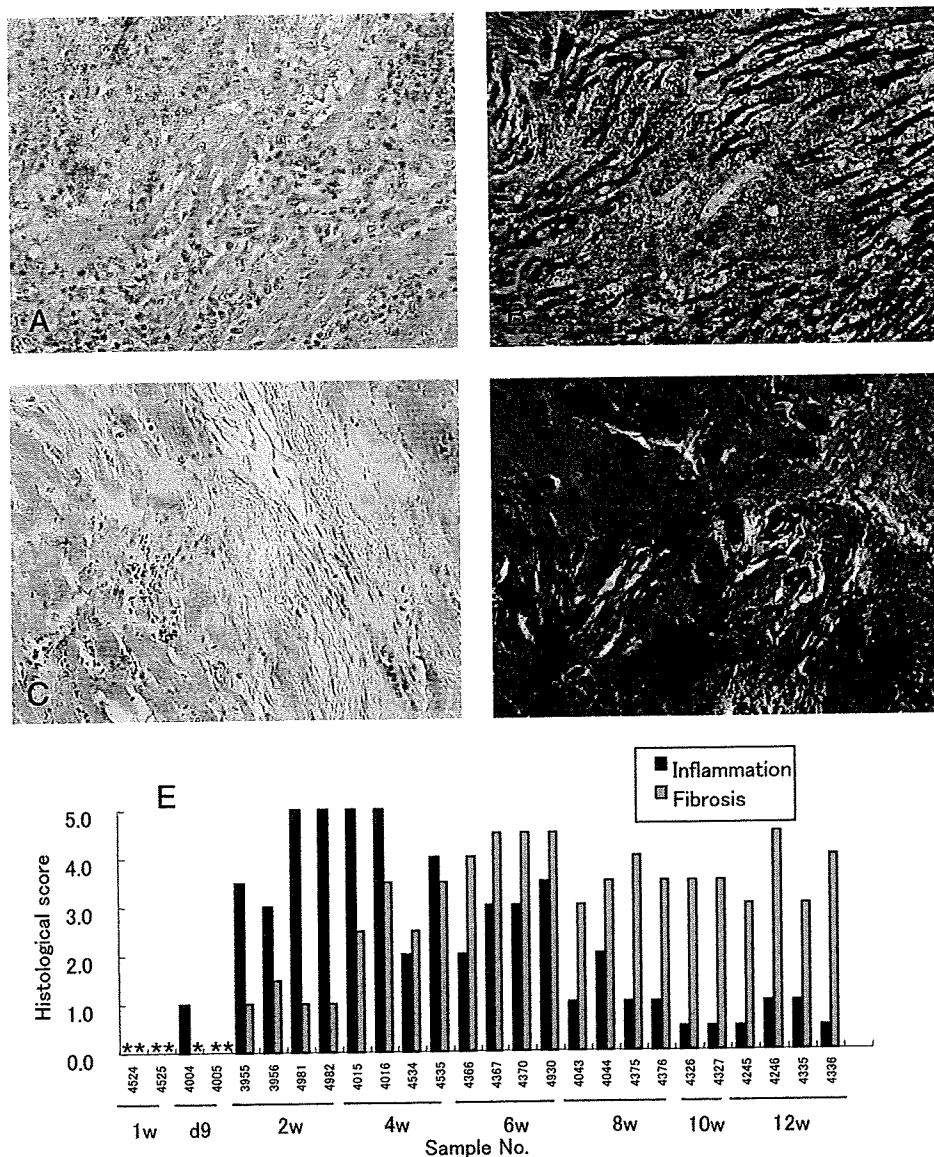 A
B
C
E
Inflammation
Fibrosis
Histological score
5.0
4.0
3.0
2.0
1.0
0.0
** ** * **
4524 4525 4004 4005 3955 3956 4981 4982 4015 4016 4534 4535 4366 4367 4370 4930 4043 4044 4375 4376 4326 4327 4245 4246 4335 4336
1w d9 2w 4w 6w 8w 10w 12w
Sample No.